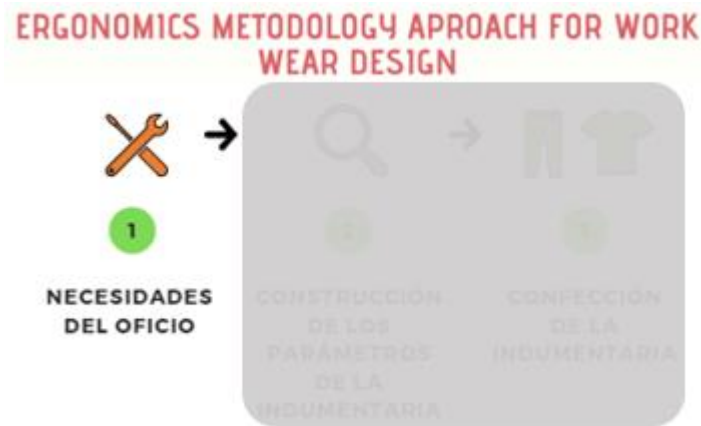 ERGONOMICS METODOLOGY APROACH FOR WORK
WEAR DESIGN
1
NECESIDADES
DEL OFICIO
CONSTRUCCIÓN
DE LOS
PARÁMETROS
DE LA
INDUMENTARIA
CONFECCIÓN
DE LA
INDUMENTARIA